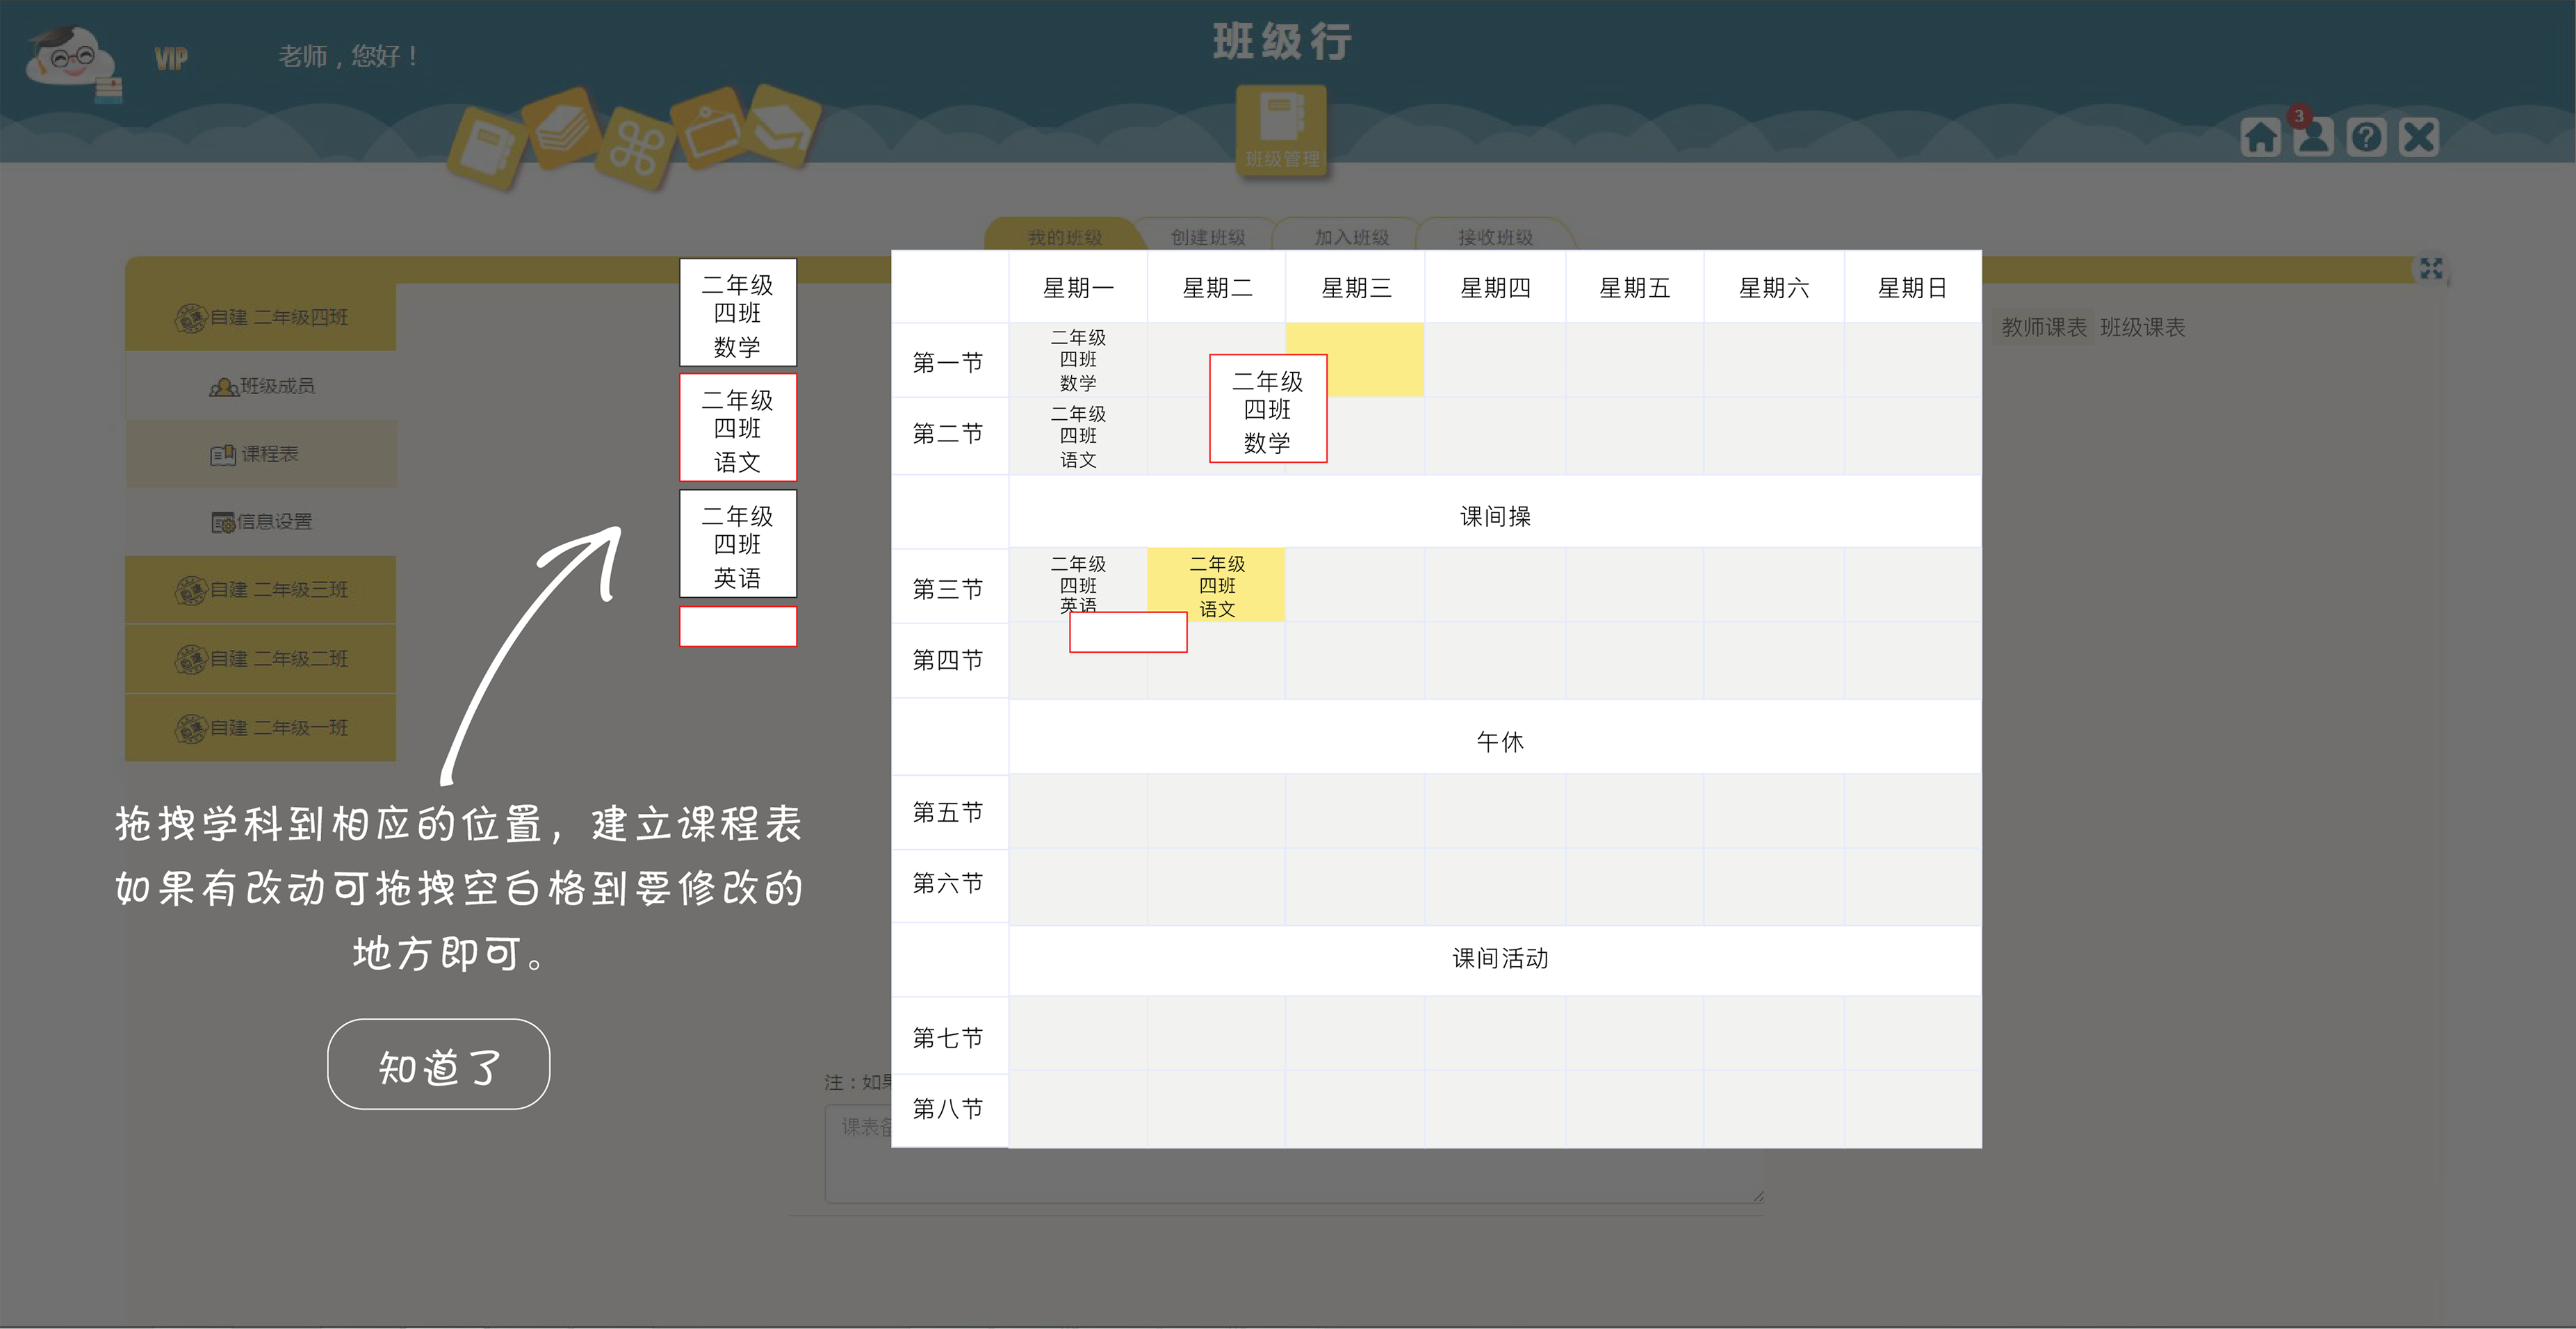 VIP
老师，您好！
班级行
班级管理
3
我的班级
创建班级
加入班级
接收班级
自建 二年级四班
班级成员
课程表
信息设置
自建 二年级三班
自建 二年级二班
自建 二年级一班
二年级
四班
数学
二年级
四班
语文
二年级
四班
英语
拖拽学科到相应的位置，建立课程表
如果有改动可拖拽空白格到要修改的
地方即可。
知道了
星期一 星期二 星期三 星期四 星期五 星期六 星期日
第一节
二年级
四班
数学
二年级
四班
数学
第二节
二年级
四班
语文
课间操
第三节
二年级
四班
英语
二年级
四班
语文
第四节
午休
第五节
第六节
课间活动
第七节
第八节
教师课表 班级课表
注：如果
课表备